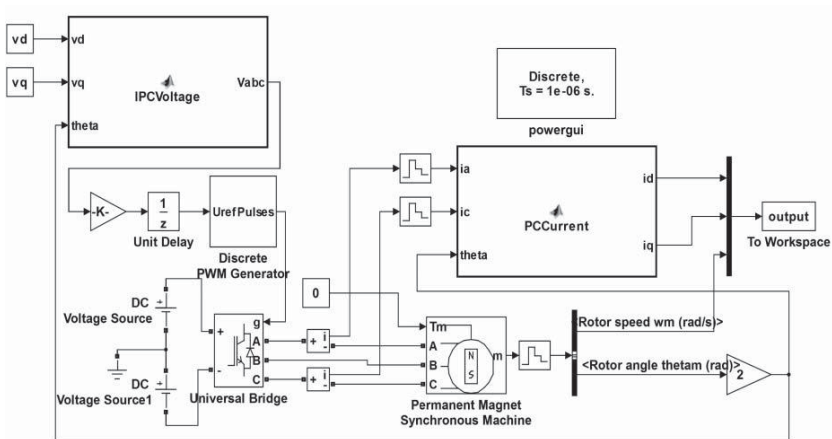 vd
vq
vd
vq
theta
IPCVoltage
Vabc
Discrete,
Ts = 1e-06 s.
powergui
ia
ic
theta
PCCurrent
id
iq
output
To Workspace
-K-
1
z
Unit Delay
Uref
Pulses
Discrete
PWM Generator
DC
Voltage Source
DC
Voltage Source1
+
-
g
A
B
C
Universal Bridge
0
+
i
-
+
i
-
Tm
A
B
C
m
N
S
Permanent Magnet
Synchronous Machine
<Rotor speed wm (rad/s)>
<Rotor angle thetam (rad)>
2